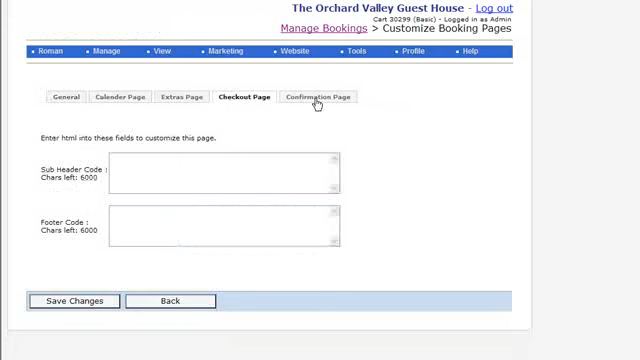 The Orchard Valley Guest House - Log out
Cart 30299 (Basic) - Logged in as Admin
Manage Bookings > Customize Booking Pages
Roman Manage View Marketing Website Tools Profile Help
General Calender Page Extras Page Checkout Page Confirmation Page
Enter html into these fields to customize this page.
Sub Header Code :
Chars left: 6000
Footer Code :
Chars left: 6000
Save Changes Back